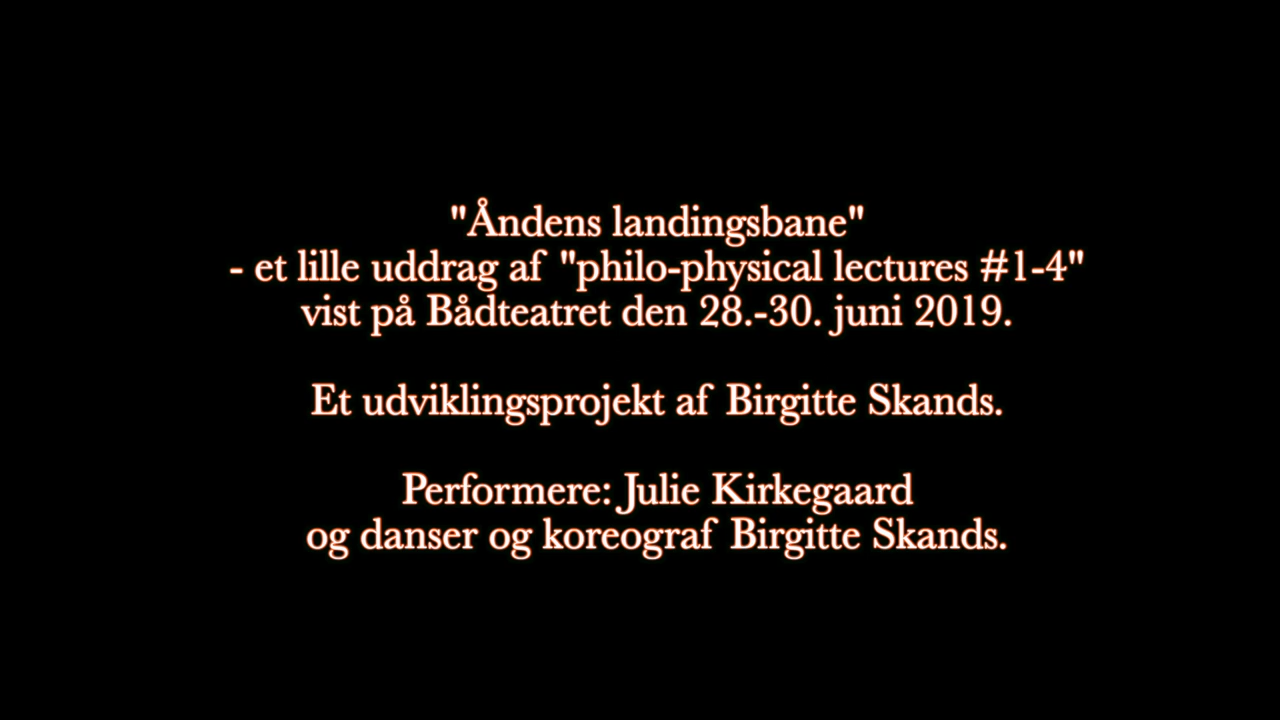 "Åndens landingsbane"
- et lille uddrag af "philo-physical lectures #1-4"
vist på Bådteatret den 28.-30. juni 2019.
Et udviklingsprojekt af Birgitte Skands.
Performere: Julie Kirkegaard
og danser og koreograf Birgitte Skands.